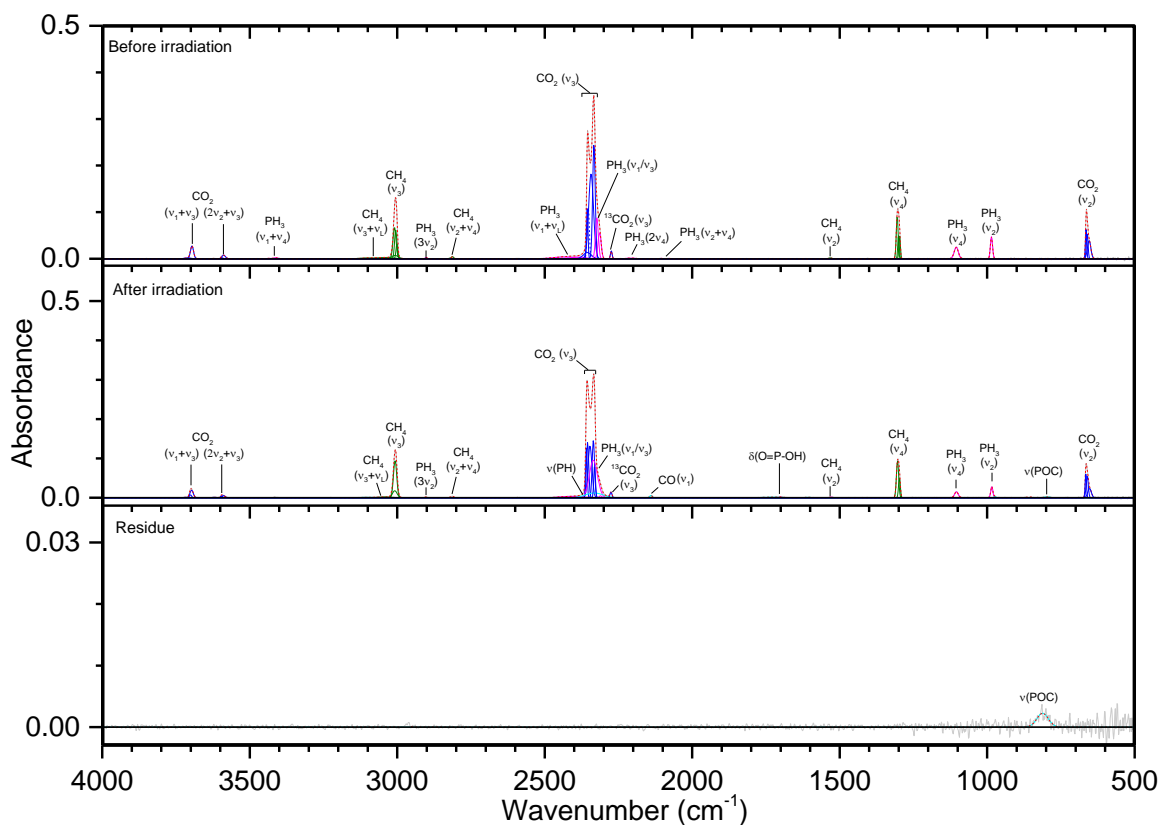 0.5
Before irradiation
CO₂ (ν₃)
PH₃(ν₁/ν₃)
CH₄
(ν₃)
CH₄
(ν₄)
CO₂
(ν₂)
CO₂
(ν₁+ν₃) (2ν₂+ν₃)
PH₃
(ν₁+ν₄)
CH₄
(ν₃+ν_L)
PH₃
(3ν₂)
CH₄
(ν₂+ν₄)
PH₃
(ν₁+ν_L)
¹³CO₂(ν₃)
PH₃(2ν₄)
PH₃(ν₂+ν₄)
CH₄
(ν₂)
PH₃
(ν₄)
PH₃
(ν₂)
0.0
After irradiation
0.5
CO₂ (ν₃)
CO₂
(ν₁+ν₃) (2ν₂+ν₃)
CH₄
(ν₃)
CH₄
(ν₃+ν_L)
PH₃
(3ν₂)
CH₄
(ν₂+ν₄)
ν(PH)
PH₃(ν₁/ν₃)
¹³CO₂
(ν₃)
CO(ν₁)
δ(O=P-OH)
CH₄
(ν₂)
CH₄
(ν₄)
PH₃
(ν₄)
PH₃
(ν₂)
ν(POC)
CO₂
(ν₂)
0.0
Absorbance
Residue
0.03
ν(POC)
0.00
4000 3500 3000 2500 2000 1500 1000 500
Wavenumber (cm⁻¹)